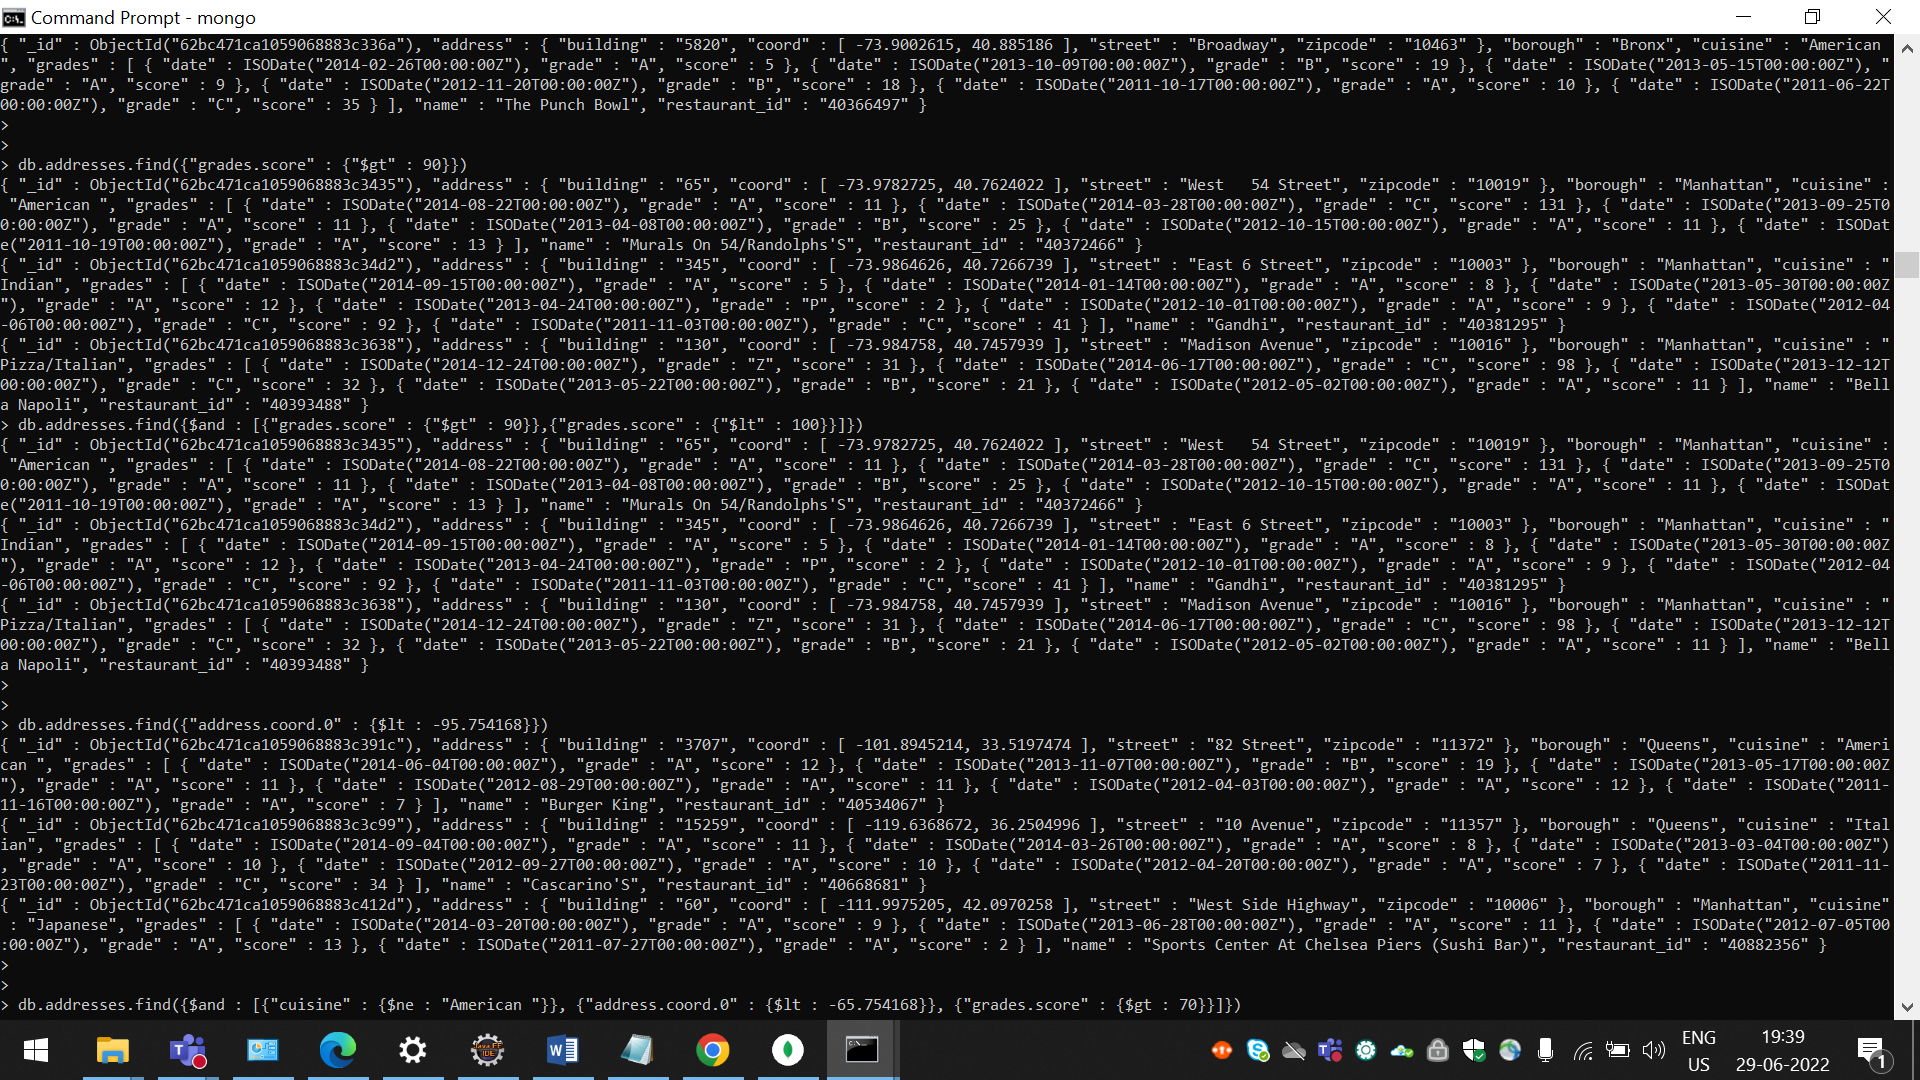 Command Prompt - mongo
{ "_id" : ObjectId("62bc471ca1059068883c336a"), "address" : { "building" : "5820", "coord" : [ -73.9002615, 40.885186 ], "street" : "Broadway", "zipcode" : "10463" }, "borough" : "Bronx", "cuisine" : "American
", "grades" : [ { "date" : ISODate("2014-02-26T00:00:00Z"), "grade" : "A", "score" : 5 }, { "date" : ISODate("2013-10-09T00:00:00Z"), "grade" : "B", "score" : 19 }, { "date" : ISODate("2013-05-15T00:00:00Z"), "
grade" : "A", "score" : 9 }, { "date" : ISODate("2012-11-20T00:00:00Z"), "grade" : "B", "score" : 18 }, { "date" : ISODate("2011-10-17T00:00:00Z"), "grade" : "A", "score" : 10 }, { "date" : ISODate("2011-06-22T
00:00:00Z"), "grade" : "C", "score" : 35 } ], "name" : "The Punch Bowl", "restaurant_id" : "40366497" }
>
>
> db.addresses.find({"grades.score" : {"$gt" : 90}})
{ "_id" : ObjectId("62bc471ca1059068883c3435"), "address" : { "building" : "65", "coord" : [ -73.9782725, 40.7624022 ], "street" : "West   54 Street", "zipcode" : "10019" }, "borough" : "Manhattan", "cuisine" :
 "American ", "grades" : [ { "date" : ISODate("2014-08-22T00:00:00Z"), "grade" : "A", "score" : 11 }, { "date" : ISODate("2014-03-28T00:00:00Z"), "grade" : "C", "score" : 131 }, { "date" : ISODate("2013-09-25T0
0:00:00Z"), "grade" : "A", "score" : 11 }, { "date" : ISODate("2013-04-08T00:00:00Z"), "grade" : "B", "score" : 25 }, { "date" : ISODate("2012-10-15T00:00:00Z"), "grade" : "A", "score" : 11 }, { "date" : ISODat
e("2011-10-19T00:00:00Z"), "grade" : "A", "score" : 13 } ], "name" : "Murals On 54/Randolphs'S", "restaurant_id" : "40372466" }
{ "_id" : ObjectId("62bc471ca1059068883c34d2"), "address" : { "building" : "345", "coord" : [ -73.9864626, 40.7266739 ], "street" : "East 6 Street", "zipcode" : "10003" }, "borough" : "Manhattan", "cuisine" : "
Indian", "grades" : [ { "date" : ISODate("2014-09-15T00:00:00Z"), "grade" : "A", "score" : 5 }, { "date" : ISODate("2014-01-14T00:00:00Z"), "grade" : "A", "score" : 8 }, { "date" : ISODate("2013-05-30T00:00:00Z
"), "grade" : "A", "score" : 12 }, { "date" : ISODate("2013-04-24T00:00:00Z"), "grade" : "P", "score" : 2 }, { "date" : ISODate("2012-10-01T00:00:00Z"), "grade" : "A", "score" : 9 }, { "date" : ISODate("2012-04
-06T00:00:00Z"), "grade" : "C", "score" : 92 }, { "date" : ISODate("2011-11-03T00:00:00Z"), "grade" : "C", "score" : 41 } ], "name" : "Gandhi", "restaurant_id" : "40381295" }
{ "_id" : ObjectId("62bc471ca1059068883c3638"), "address" : { "building" : "130", "coord" : [ -73.984758, 40.7457939 ], "street" : "Madison Avenue", "zipcode" : "10016" }, "borough" : "Manhattan", "cuisine" : "
Pizza/Italian", "grades" : [ { "date" : ISODate("2014-12-24T00:00:00Z"), "grade" : "Z", "score" : 31 }, { "date" : ISODate("2014-06-17T00:00:00Z"), "grade" : "C", "score" : 98 }, { "date" : ISODate("2013-12-12T
00:00:00Z"), "grade" : "C", "score" : 32 }, { "date" : ISODate("2013-05-22T00:00:00Z"), "grade" : "B", "score" : 21 }, { "date" : ISODate("2012-05-02T00:00:00Z"), "grade" : "A", "score" : 11 } ], "name" : "Bell
a Napoli", "restaurant_id" : "40393488" }
> db.addresses.find({$and : [{"grades.score" : {"$gt" : 90}},{"grades.score" : {"$lt" : 100}}]})
{ "_id" : ObjectId("62bc471ca1059068883c3435"), "address" : { "building" : "65", "coord" : [ -73.9782725, 40.7624022 ], "street" : "West   54 Street", "zipcode" : "10019" }, "borough" : "Manhattan", "cuisine" :
 "American ", "grades" : [ { "date" : ISODate("2014-08-22T00:00:00Z"), "grade" : "A", "score" : 11 }, { "date" : ISODate("2014-03-28T00:00:00Z"), "grade" : "C", "score" : 131 }, { "date" : ISODate("2013-09-25T0
0:00:00Z"), "grade" : "A", "score" : 11 }, { "date" : ISODate("2013-04-08T00:00:00Z"), "grade" : "B", "score" : 25 }, { "date" : ISODate("2012-10-15T00:00:00Z"), "grade" : "A", "score" : 11 }, { "date" : ISODat
e("2011-10-19T00:00:00Z"), "grade" : "A", "score" : 13 } ], "name" : "Murals On 54/Randolphs'S", "restaurant_id" : "40372466" }
{ "_id" : ObjectId("62bc471ca1059068883c34d2"), "address" : { "building" : "345", "coord" : [ -73.9864626, 40.7266739 ], "street" : "East 6 Street", "zipcode" : "10003" }, "borough" : "Manhattan", "cuisine" : "
Indian", "grades" : [ { "date" : ISODate("2014-09-15T00:00:00Z"), "grade" : "A", "score" : 5 }, { "date" : ISODate("2014-01-14T00:00:00Z"), "grade" : "A", "score" : 8 }, { "date" : ISODate("2013-05-30T00:00:00Z
"), "grade" : "A", "score" : 12 }, { "date" : ISODate("2013-04-24T00:00:00Z"), "grade" : "P", "score" : 2 }, { "date" : ISODate("2012-10-01T00:00:00Z"), "grade" : "A", "score" : 9 }, { "date" : ISODate("2012-04
-06T00:00:00Z"), "grade" : "C", "score" : 92 }, { "date" : ISODate("2011-11-03T00:00:00Z"), "grade" : "C", "score" : 41 } ], "name" : "Gandhi", "restaurant_id" : "40381295" }
{ "_id" : ObjectId("62bc471ca1059068883c3638"), "address" : { "building" : "130", "coord" : [ -73.984758, 40.7457939 ], "street" : "Madison Avenue", "zipcode" : "10016" }, "borough" : "Manhattan", "cuisine" : "
Pizza/Italian", "grades" : [ { "date" : ISODate("2014-12-24T00:00:00Z"), "grade" : "Z", "score" : 31 }, { "date" : ISODate("2014-06-17T00:00:00Z"), "grade" : "C", "score" : 98 }, { "date" : ISODate("2013-12-12T
00:00:00Z"), "grade" : "C", "score" : 32 }, { "date" : ISODate("2013-05-22T00:00:00Z"), "grade" : "B", "score" : 21 }, { "date" : ISODate("2012-05-02T00:00:00Z"), "grade" : "A", "score" : 11 } ], "name" : "Bell
a Napoli", "restaurant_id" : "40393488" }
>
>
> db.addresses.find({"address.coord.0" : {$lt : -95.754168}})
{ "_id" : ObjectId("62bc471ca1059068883c391c"), "address" : { "building" : "3707", "coord" : [ -101.8945214, 33.5197474 ], "street" : "82 Street", "zipcode" : "11372" }, "borough" : "Queens", "cuisine" : "Ameri
can ", "grades" : [ { "date" : ISODate("2014-06-04T00:00:00Z"), "grade" : "A", "score" : 12 }, { "date" : ISODate("2013-11-07T00:00:00Z"), "grade" : "B", "score" : 19 }, { "date" : ISODate("2013-05-17T00:00:00Z
"), "grade" : "A", "score" : 11 }, { "date" : ISODate("2012-08-29T00:00:00Z"), "grade" : "A", "score" : 11 }, { "date" : ISODate("2012-04-03T00:00:00Z"), "grade" : "A", "score" : 12 }, { "date" : ISODate("2011-
11-16T00:00:00Z"), "grade" : "A", "score" : 7 } ], "name" : "Burger King", "restaurant_id" : "40534067" }
{ "_id" : ObjectId("62bc471ca1059068883c3c99"), "address" : { "building" : "15259", "coord" : [ -119.6368672, 36.2504996 ], "street" : "10 Avenue", "zipcode" : "11357" }, "borough" : "Queens", "cuisine" : "Ital
ian", "grades" : [ { "date" : ISODate("2014-09-04T00:00:00Z"), "grade" : "A", "score" : 11 }, { "date" : ISODate("2014-03-26T00:00:00Z"), "grade" : "A", "score" : 8 }, { "date" : ISODate("2013-03-04T00:00:00Z")
, "grade" : "A", "score" : 10 }, { "date" : ISODate("2012-09-27T00:00:00Z"), "grade" : "A", "score" : 10 }, { "date" : ISODate("2012-04-20T00:00:00Z"), "grade" : "A", "score" : 7 }, { "date" : ISODate("2011-11-
23T00:00:00Z"), "grade" : "C", "score" : 34 } ], "name" : "Cascarino'S", "restaurant_id" : "40668681" }
{ "_id" : ObjectId("62bc471ca1059068883c412d"), "address" : { "building" : "60", "coord" : [ -111.9975205, 42.0970258 ], "street" : "West Side Highway", "zipcode" : "10006" }, "borough" : "Manhattan", "cuisine"
 : "Japanese", "grades" : [ { "date" : ISODate("2014-03-20T00:00:00Z"), "grade" : "A", "score" : 9 }, { "date" : ISODate("2013-06-28T00:00:00Z"), "grade" : "A", "score" : 11 }, { "date" : ISODate("2012-07-05T00
:00:00Z"), "grade" : "A", "score" : 13 }, { "date" : ISODate("2011-07-27T00:00:00Z"), "grade" : "A", "score" : 2 } ], "name" : "Sports Center At Chelsea Piers (Sushi Bar)", "restaurant_id" : "40882356" }
>
>
> db.addresses.find({$and : [{"cuisine" : {$ne : "American "}}, {"address.coord.0" : {$lt : -65.754168}}, {"grades.score" : {$gt : 70}}]})
ENG
US
19:39
29-06-2022
1